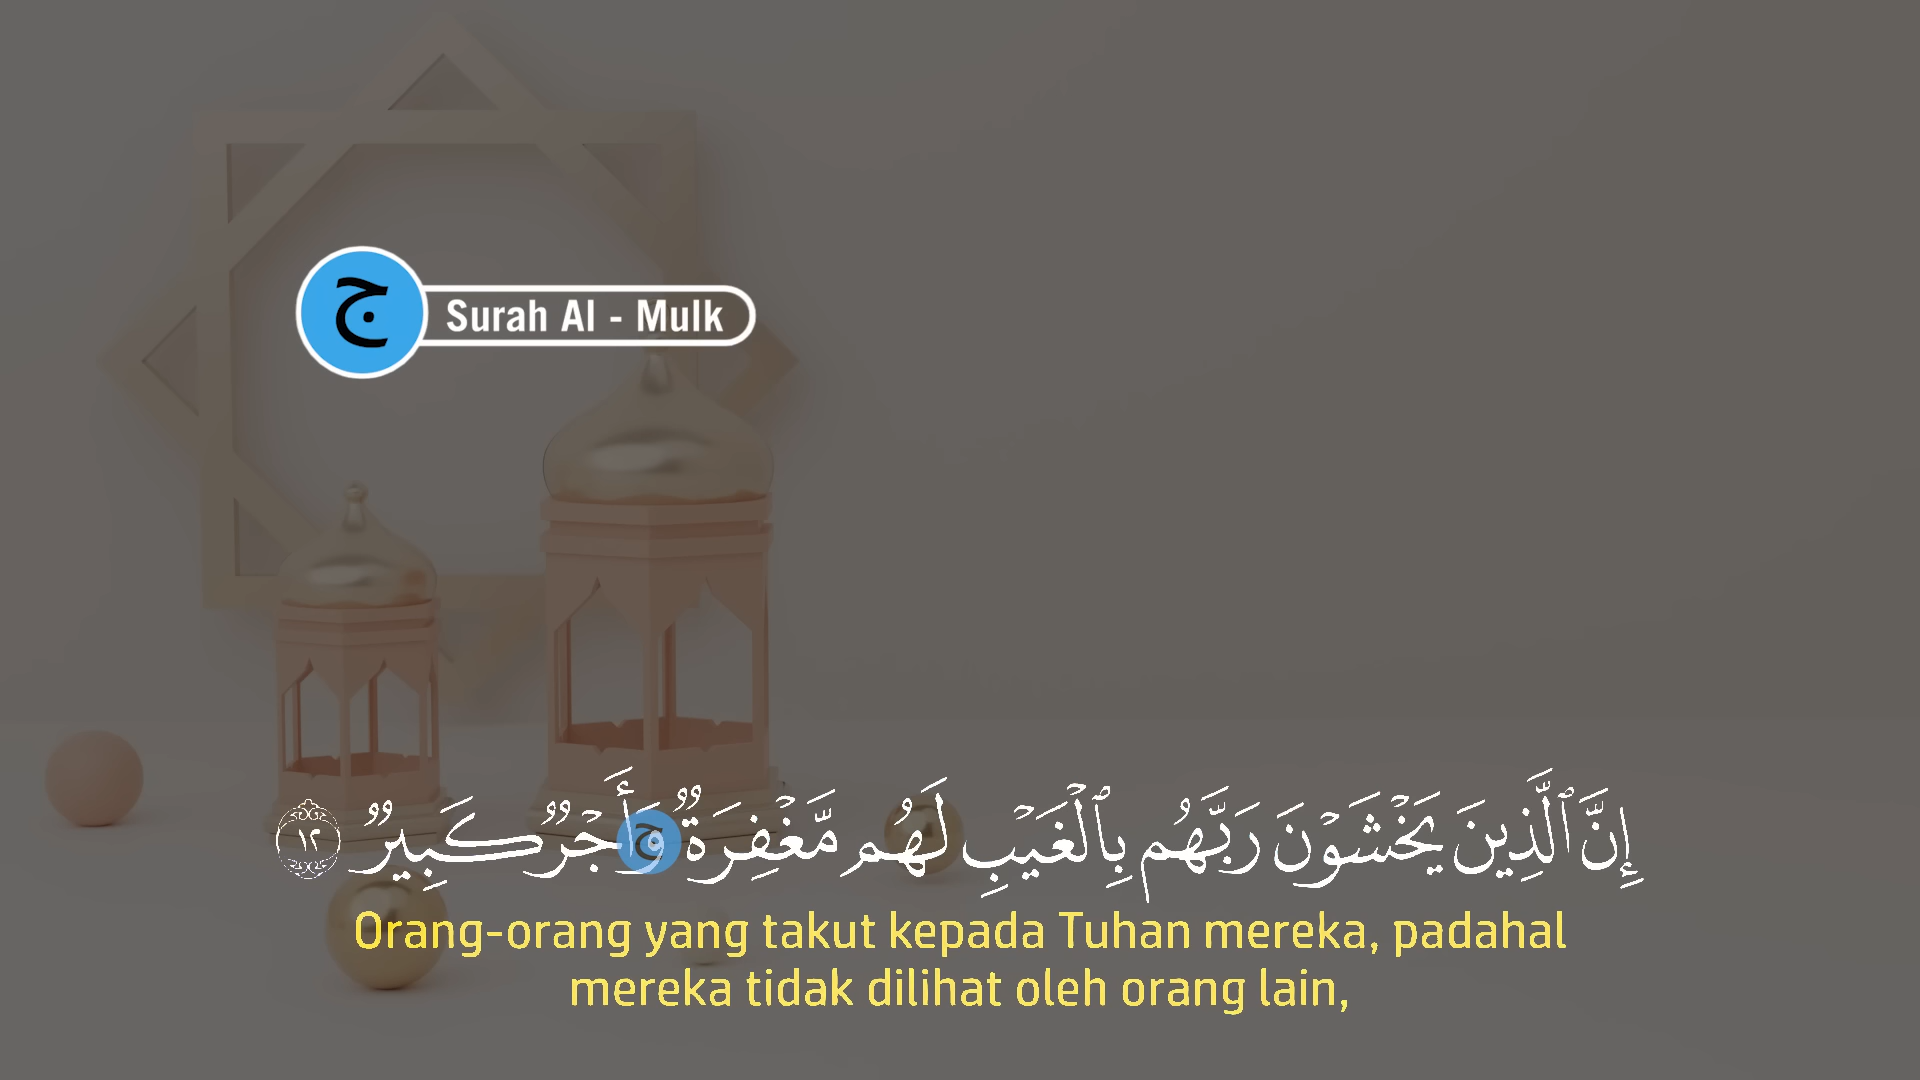 ج
Surah Al - Mulk
إِنَّ ٱلَّذِينَ يَخْشَوْنَ رَبَّهُم بِٱلْغَيْبِ لَهُم مَّغْفِرَةٌ وَأَجْرٌ كَبِيرٌ ١٢
ج
Orang-orang yang takut kepada Tuhan mereka, padahal
mereka tidak dilihat oleh orang lain,